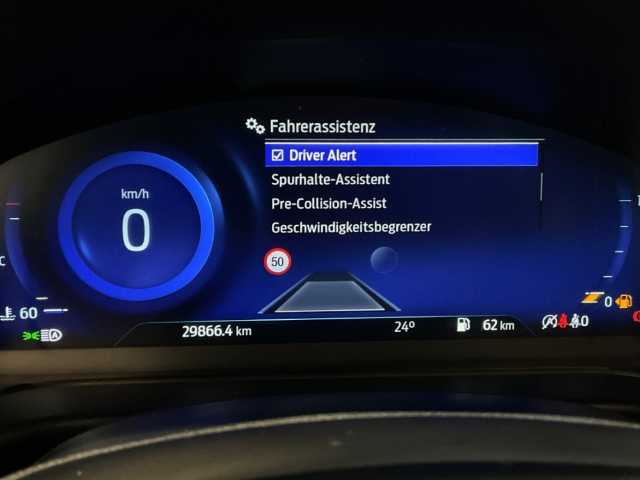 Fahrerassistenz
Driver Alert
Spurhalte-Assistent
Pre-Collision-Assist
Geschwindigkeitsbegrenzer
km/h
0
50
60
0
29866.4 km
24°
62 km